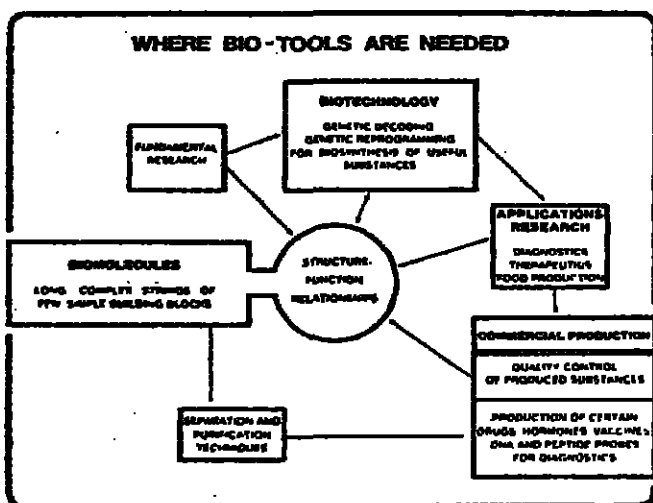 WHERE BIO-TOOLS ARE NEEDED
BIOTECHNOLOGY
GENETIC DECODING
GENETIC REPROGRAMMING
FOR BIOSYNTHESIS OF USEFUL
SUBSTANCES
FUNDAMENTAL
RESEARCH
APPLICATIONS
RESEARCH
DIAGNOSTICS
THERAPEUTICS
FOOD PRODUCTION
BIOMOLECULES
LONG COMPLEX STRINGS OF
FEW SIMPLE BUILDING BLOCKS
STRUCTURE-
FUNCTION
RELATIONSHIPS
COMMERCIAL PRODUCTION
QUALITY CONTROL
OF PRODUCED SUBSTANCES
SEPARATION AND
PURIFICATION
TECHNIQUES
PRODUCTION OF CERTAIN
DRUGS HORMONES VACCINES
DNA AND PEPTIDE PROBES
FOR DIAGNOSTICS